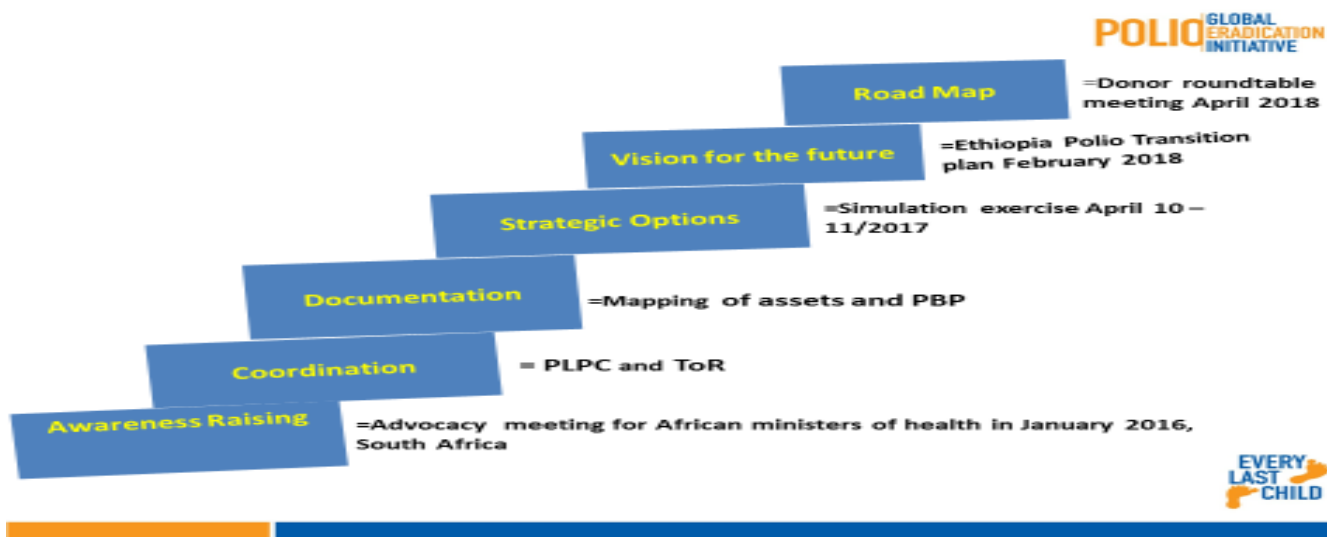 POLIO GLOBAL
ERADICATION
INITIATIVE
Road Map
=Donor roundtable
meeting April 2018
Vision for the future
=Ethiopia Polio Transition
plan February 2018
Strategic Options
=Simulation exercise April 10 –
11/2017
Documentation
=Mapping of assets and PBP
Coordination
= PLPC and ToR
Awareness Raising
=Advocacy meeting for African ministers of health in January 2016,
South Africa
EVERY
LAST
CHILD